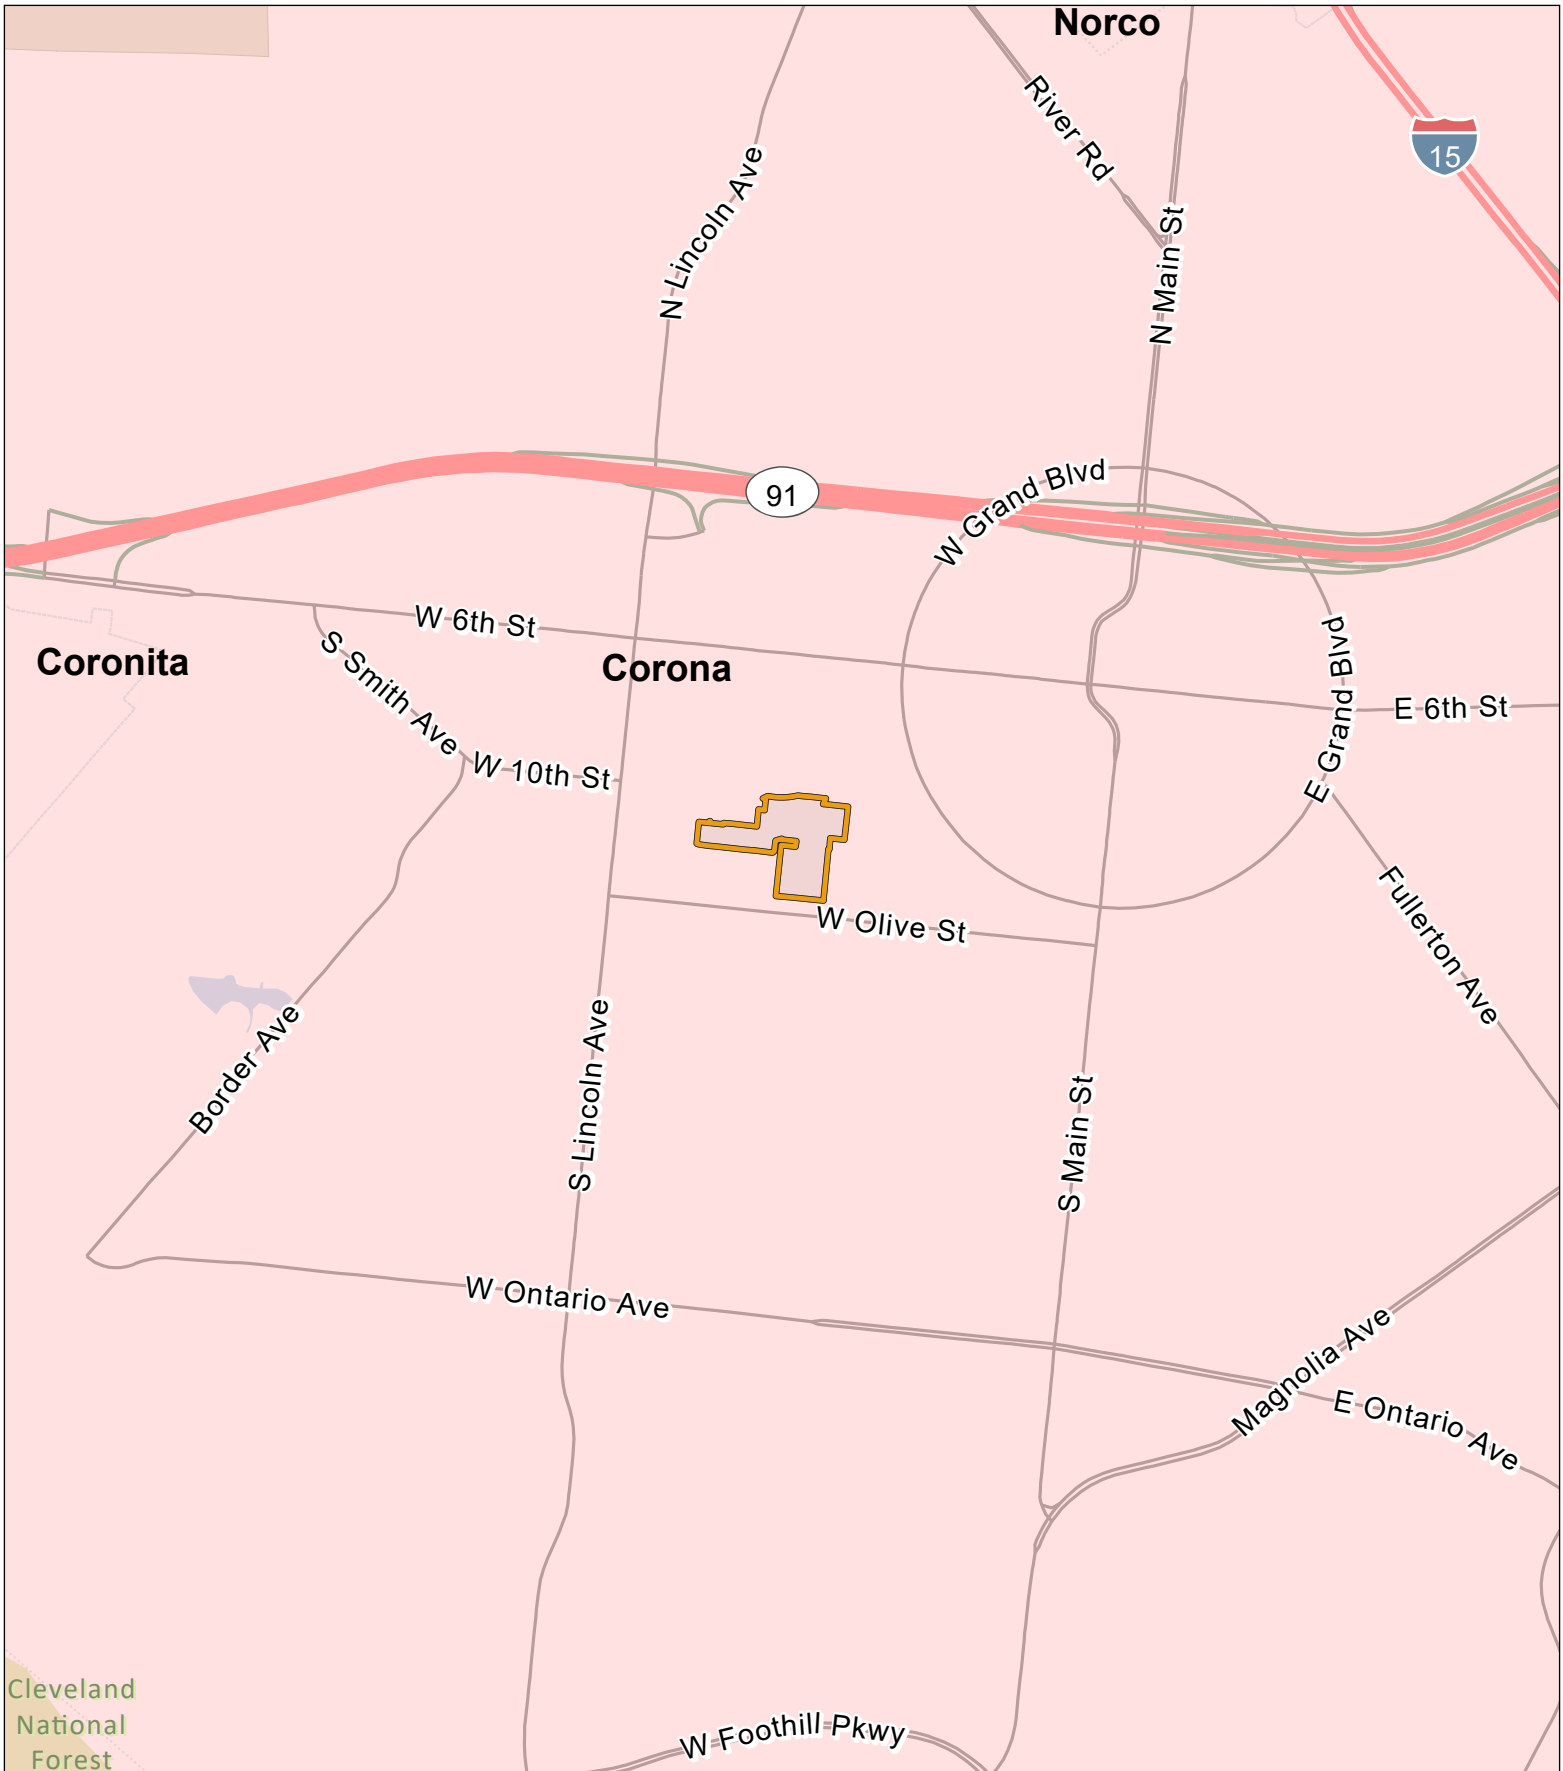 Norco
River Rd
15
N Lincoln Ave
N Main St
W Grand Blvd
91
W 6th St
Coronita
S Smith Ave
Corona
E Grand Blvd
E 6th St
W 10th St
Fullerton Ave
W Olive St
Border Ave
S Lincoln Ave
S Main St
W Ontario Ave
Magnolia Ave
E Ontario Ave
Cleveland
National
Forest
W Foothill Pkwy